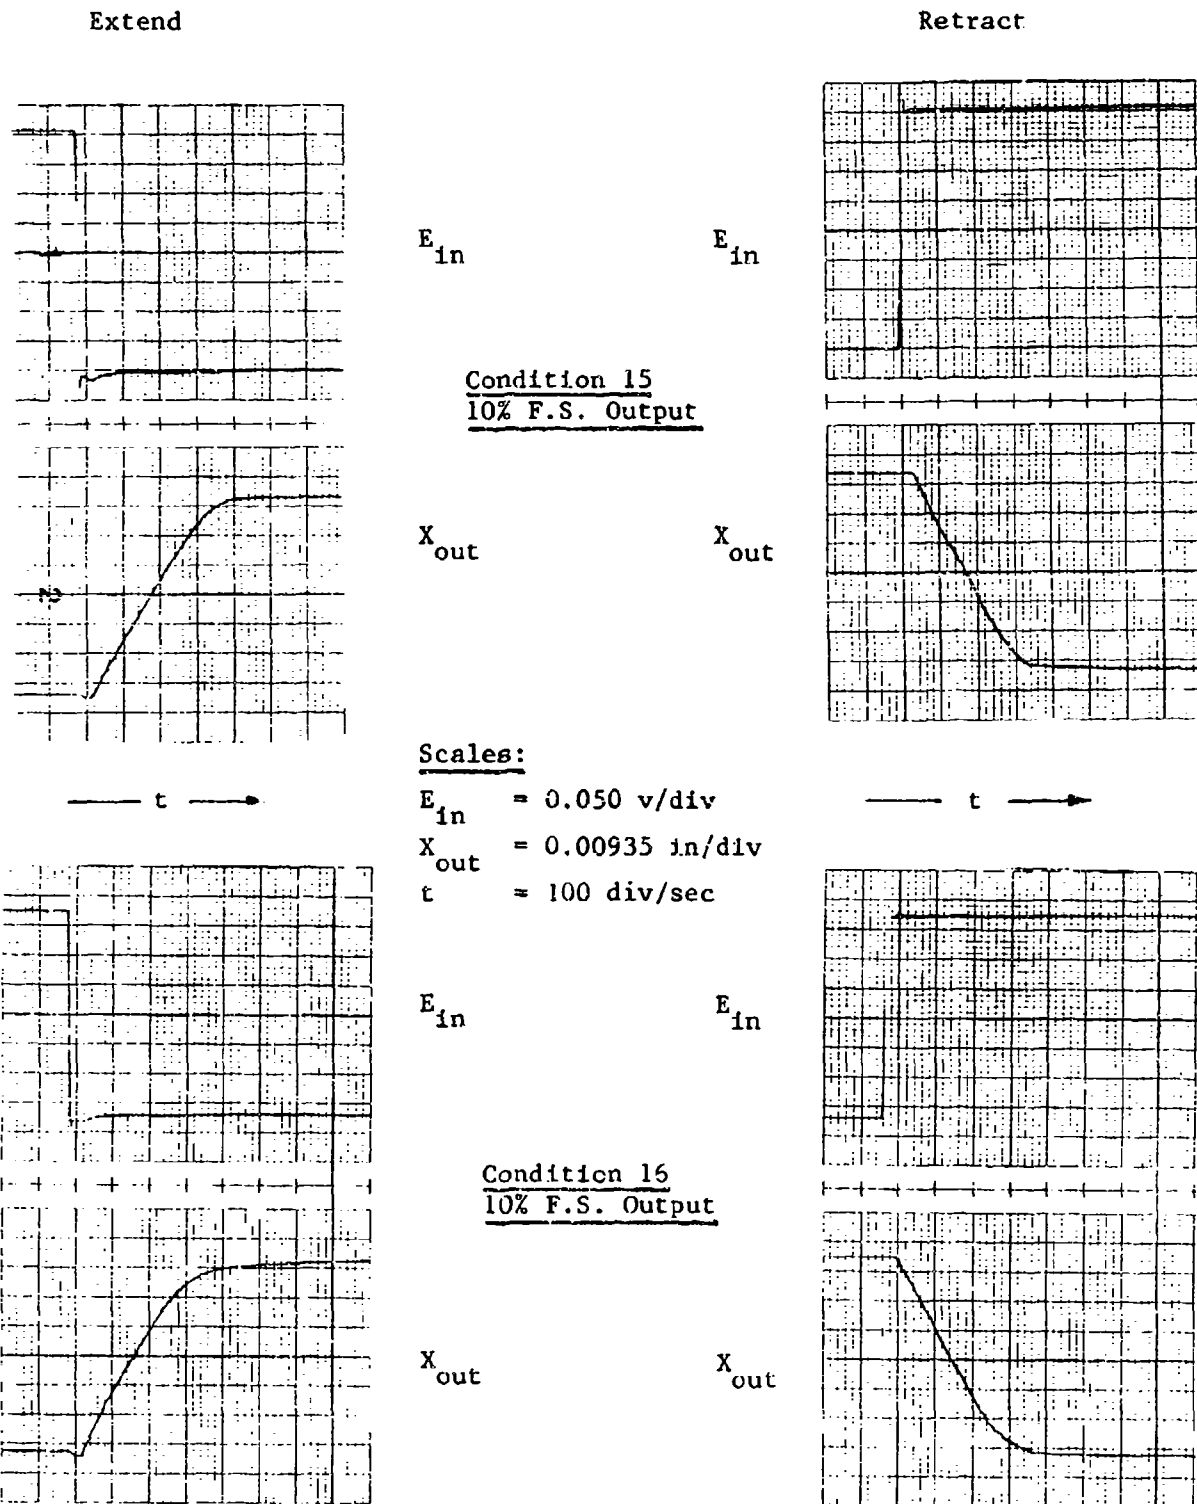 Extend
Retract
E in
E in
Condition 15
10% F.S. Output
X out
X out
Scales:
E in = 0.050 v/div
X out = 0.00935 in/div
t = 100 div/sec
t
t
E in
E in
Condition 16
10% F.S. Output
X out
X out